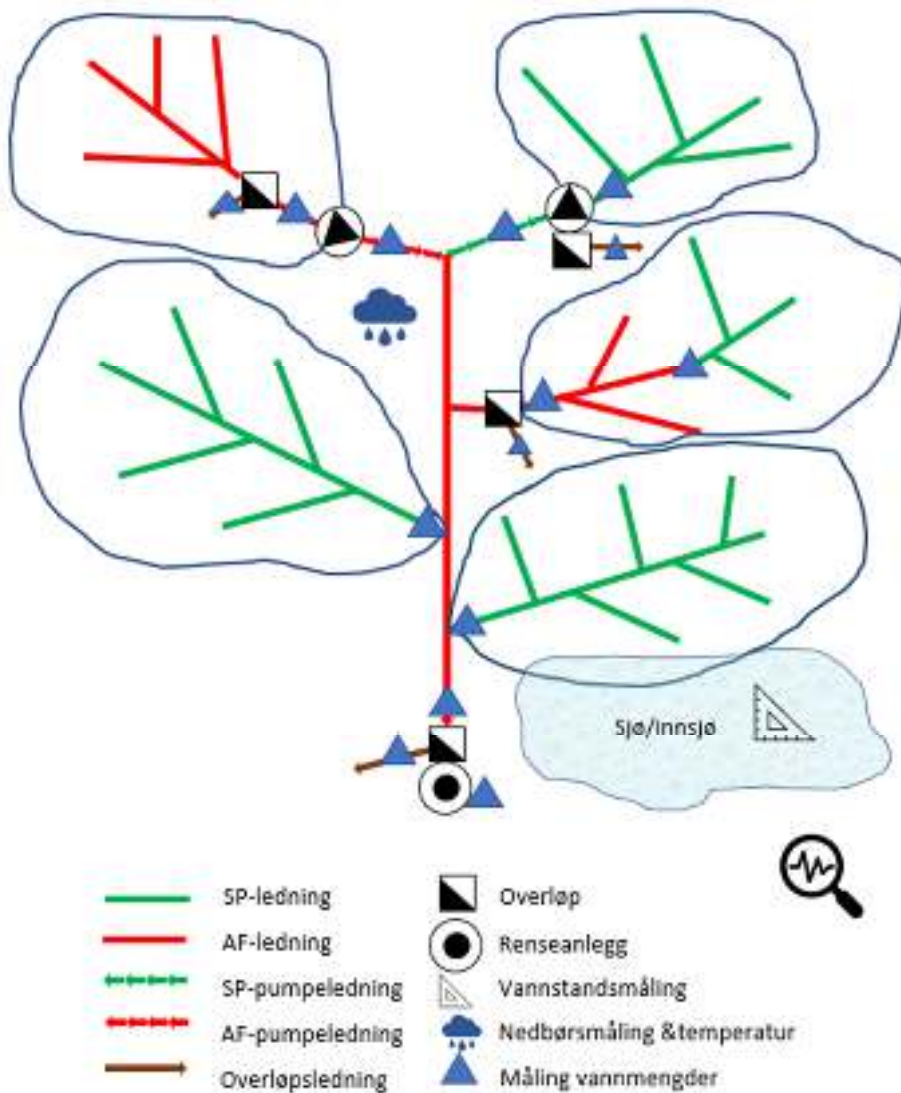 Sjø/Innsjø
SP-ledning
AF-ledning
SP-pumpeledning
AF-pumpeledning
Overløpsledning
Overløp
Renseanlegg
Vannstandsmåling
Nedbørsmåling &temperatur
Måling vannmengder